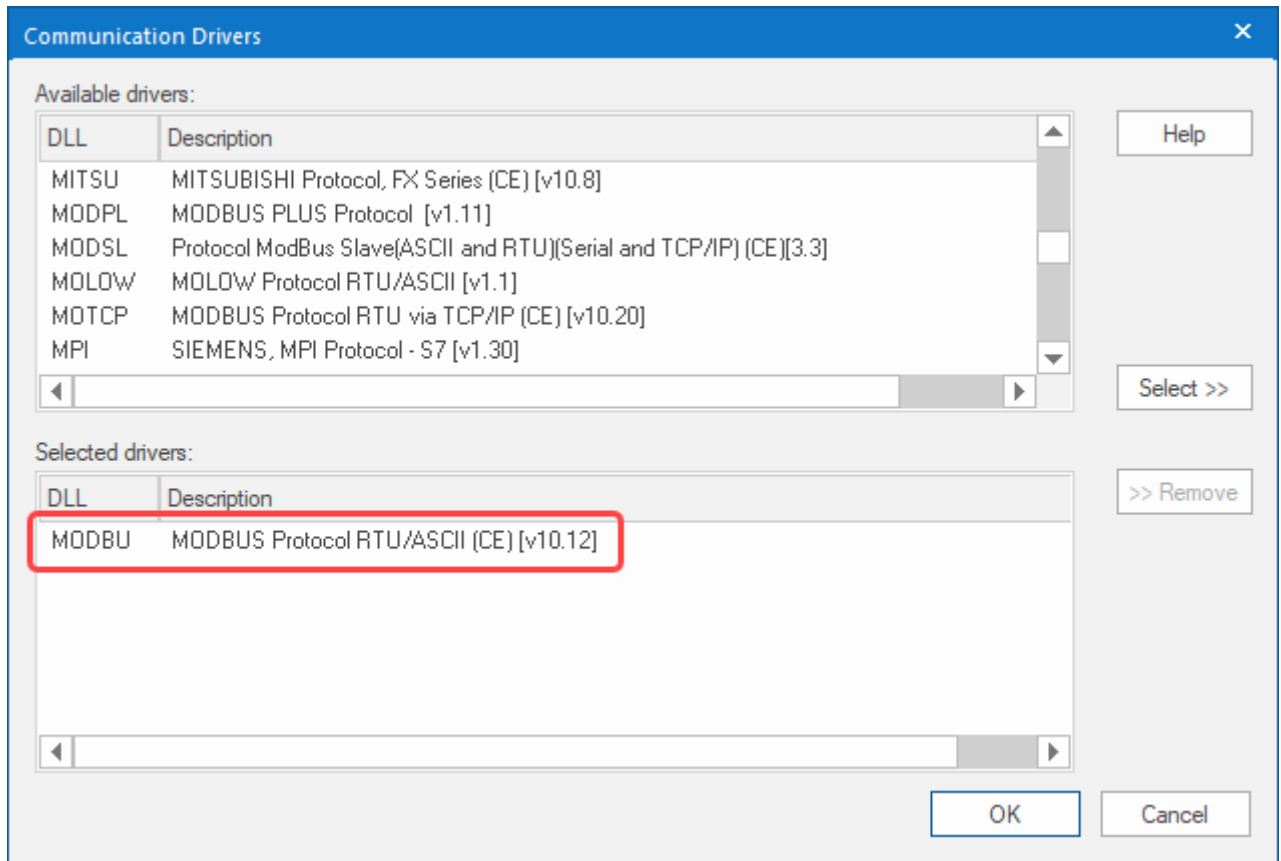 Communication Drivers
Available drivers:
DLL Description
Help
MITSU MITSUBISHI Protocol, FX Series (CE) [v10.8]
MODPL MODBUS PLUS Protocol [v1.11]
MODSL Protocol ModBus Slave(ASCII and RTU)(Serial and TCP/IP) (CE)[3.3]
MOLOW MOLOW Protocol RTU/ASCII [v1.1]
MOTCP MODBUS Protocol RTU via TCP/IP (CE) [v10.20]
MPI SIEMENS, MPI Protocol - S7 [v1.30]
Select >>
Selected drivers:
DLL Description
>> Remove
MODBU MODBUS Protocol RTU/ASCII (CE) [v10.12]
OK Cancel